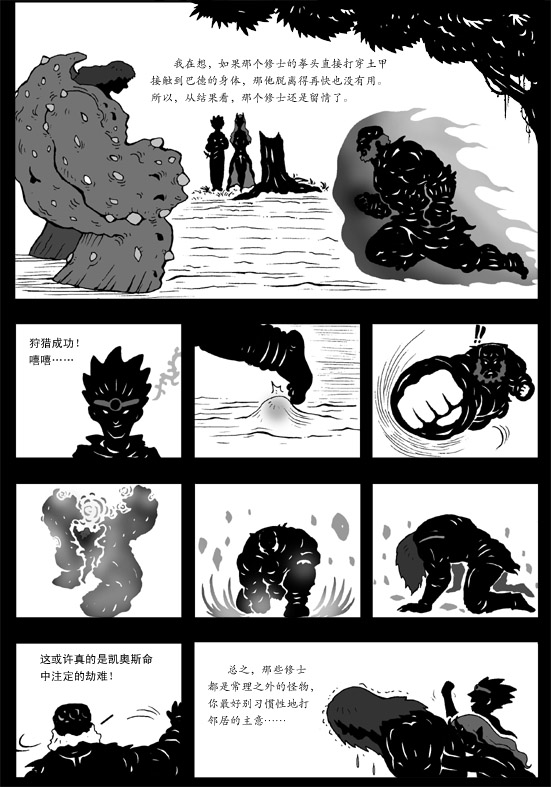 我在想，如果那个修士的拳头直接打穿土甲
接触到巴德的身体，那他脱离得再快也没有用。
所以，从结果看，那个修士还是留情了。
狩猎成功！
嘻嘻……
!!
这或许真的是凯奥斯命
中注定的劫难！
总之，那些修士
都是常理之外的怪物，
你最好别习惯性地打
邻居的主意……